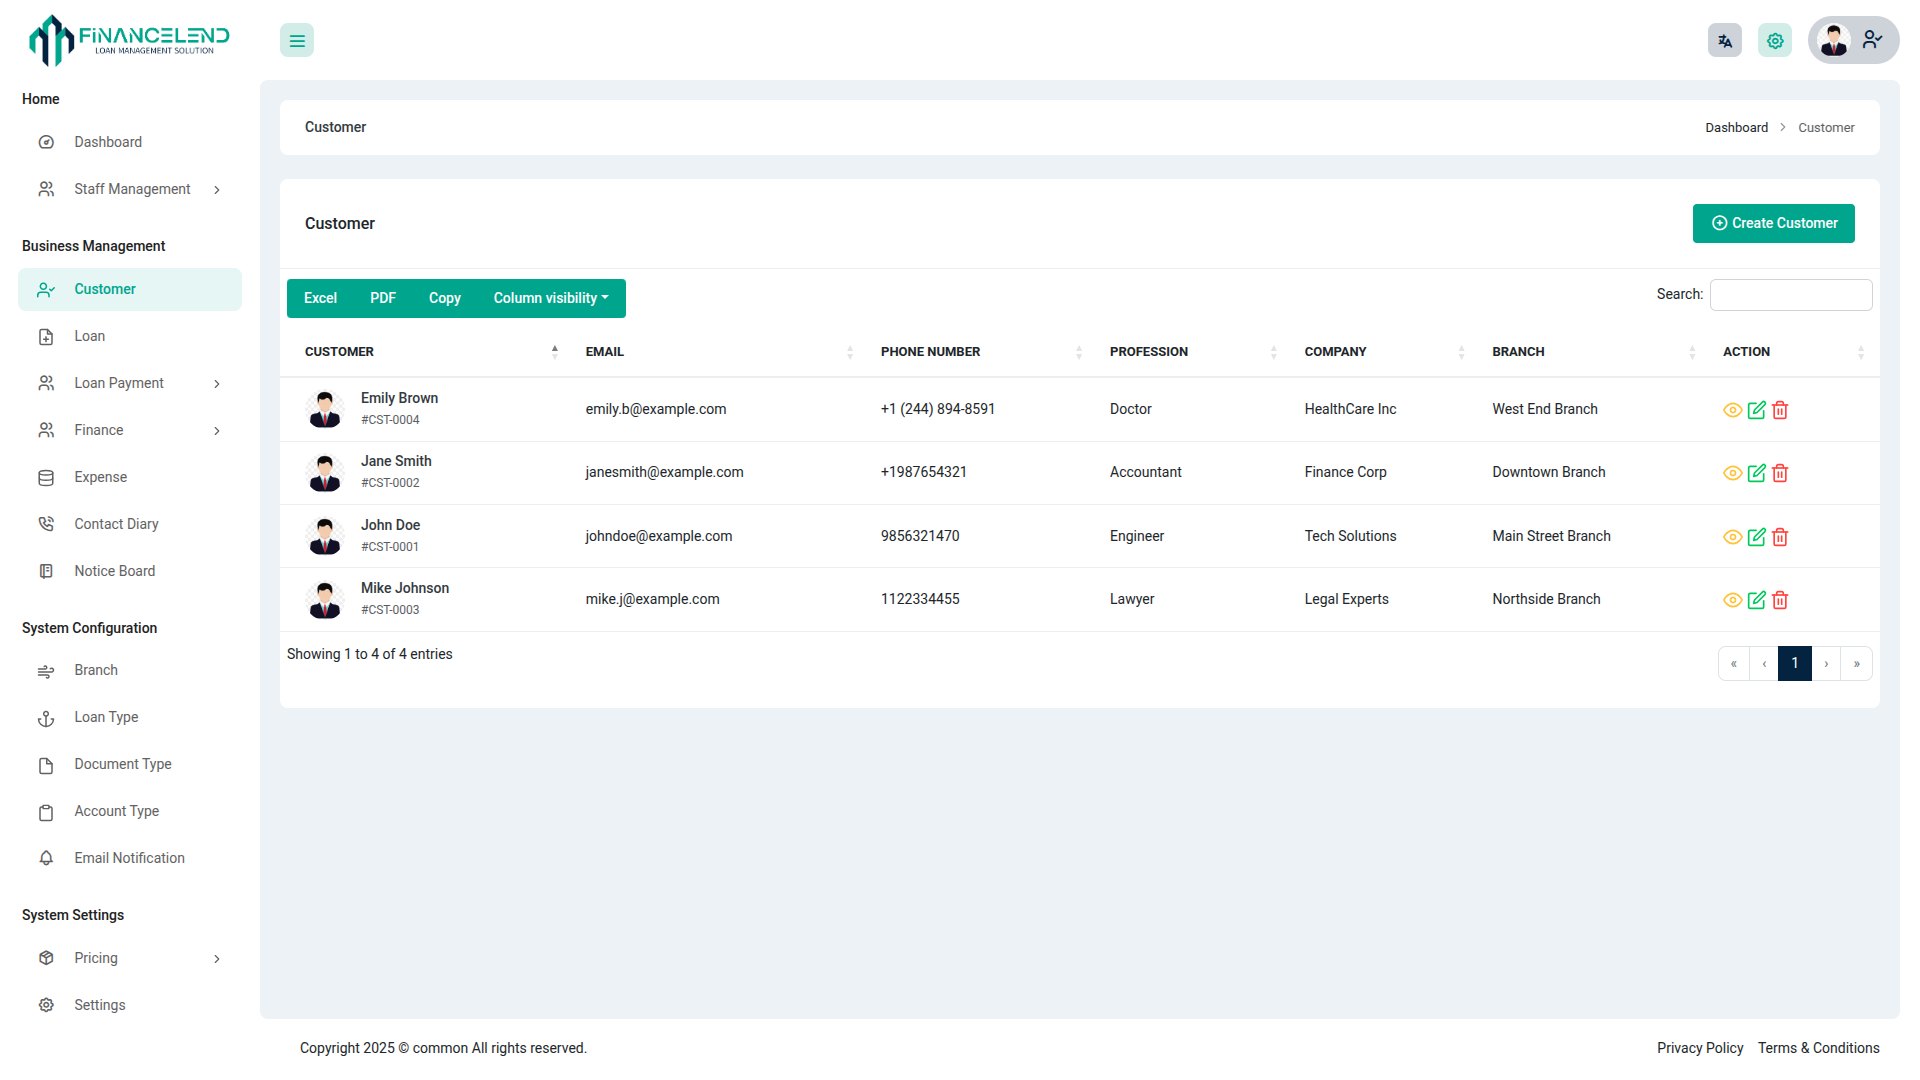 FINANCELEND
LOAN MANAGEMENT SOLUTION
Home
Dashboard
Staff Management
Business Management
Customer
Loan
Loan Payment
Finance
Expense
Contact Diary
Notice Board
System Configuration
Branch
Loan Type
Document Type
Account Type
Email Notification
System Settings
Pricing
Settings
Customer
Dashboard > Customer
Customer
Create Customer
Excel PDF Copy Column visibility
Search:
CUSTOMER EMAIL PHONE NUMBER PROFESSION COMPANY BRANCH ACTION
Emily Brown
#CST-0004
emily.b@example.com +1 (244) 894-8591 Doctor HealthCare Inc West End Branch
Jane Smith
#CST-0002
janesmith@example.com +1987654321 Accountant Finance Corp Downtown Branch
John Doe
#CST-0001
johndoe@example.com 9856321470 Engineer Tech Solutions Main Street Branch
Mike Johnson
#CST-0003
mike.j@example.com 1122334455 Lawyer Legal Experts Northside Branch
Showing 1 to 4 of 4 entries
« ‹ 1 › »
Copyright 2025 © common All rights reserved.
Privacy Policy Terms & Conditions